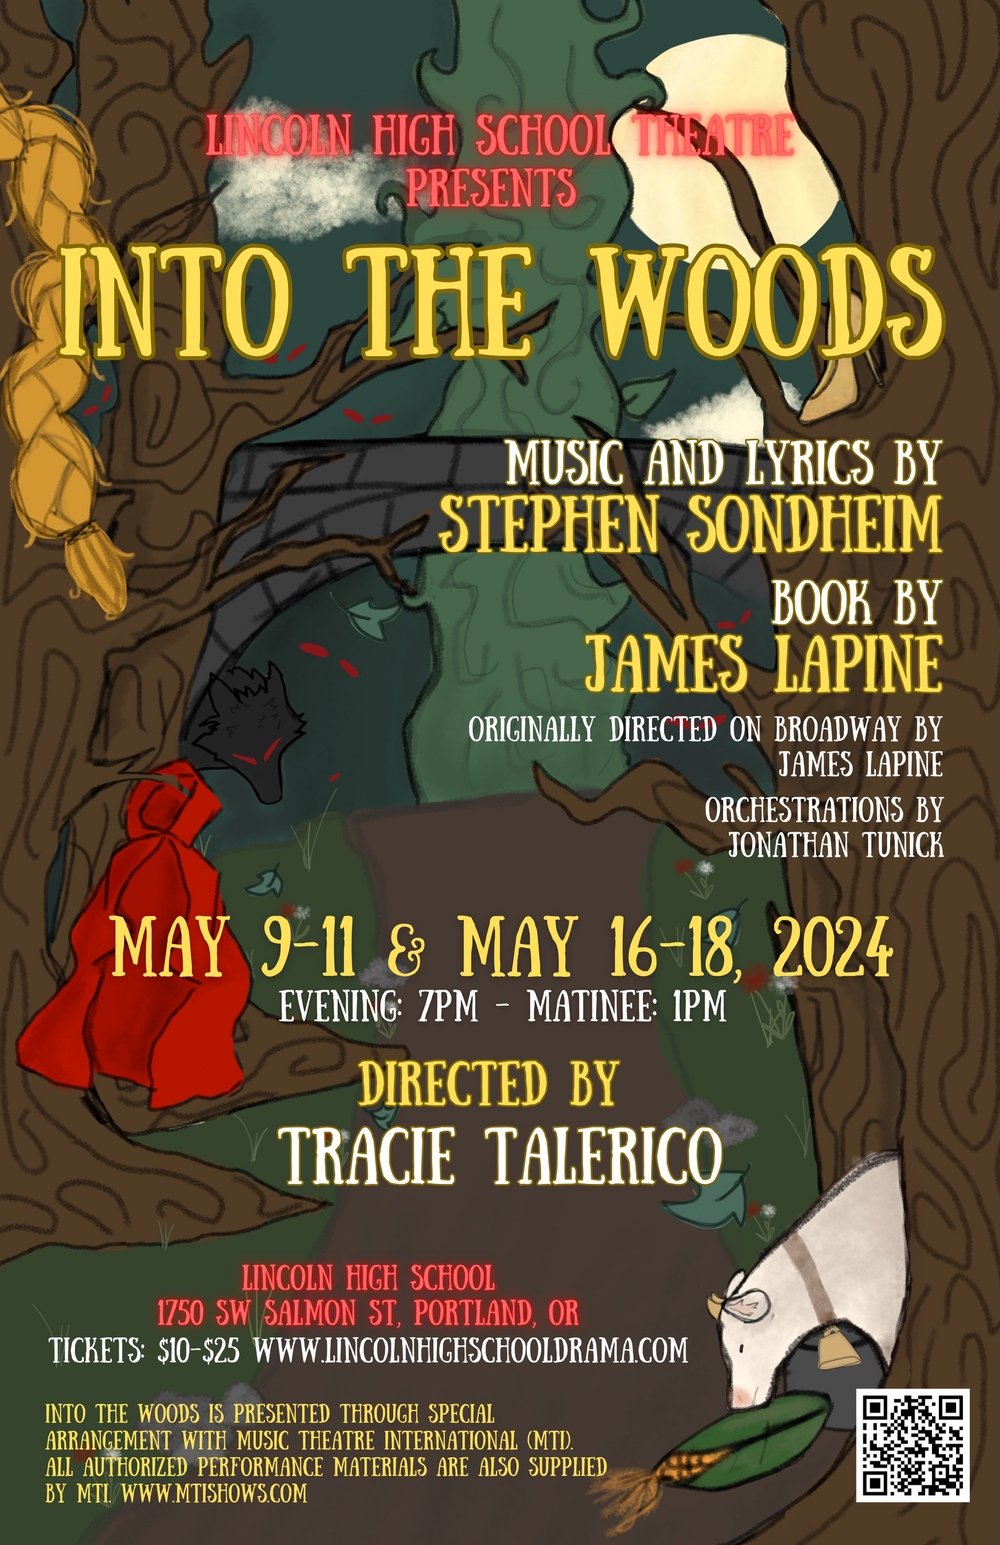 LINCOLN HIGH SCHOOL THEATRE
PRESENTS
INTO THE WOODS
MUSIC AND LYRICS BY
STEPHEN SONDHEIM
BOOK BY
JAMES LAPINE
ORIGINALLY DIRECTED ON BROADWAY BY
JAMES LAPINE
ORCHESTRATIONS BY
JONATHAN TUNICK
MAY 9-11 & MAY 16-18, 2024
EVENING: 7PM - MATINEE: 1PM
DIRECTED BY
TRACIE TALERICO
LINCOLN HIGH SCHOOL
1750 SW SALMON ST, PORTLAND, OR
TICKETS: $10-$25 WWW.LINCOLNHIGHSCHOOLDRAMA.COM
INTO THE WOODS IS PRESENTED THROUGH SPECIAL
ARRANGEMENT WITH MUSIC THEATRE INTERNATIONAL (MTI).
ALL AUTHORIZED PERFORMANCE MATERIALS ARE ALSO SUPPLIED
BY MTI. WWW.MTISHOWS.COM